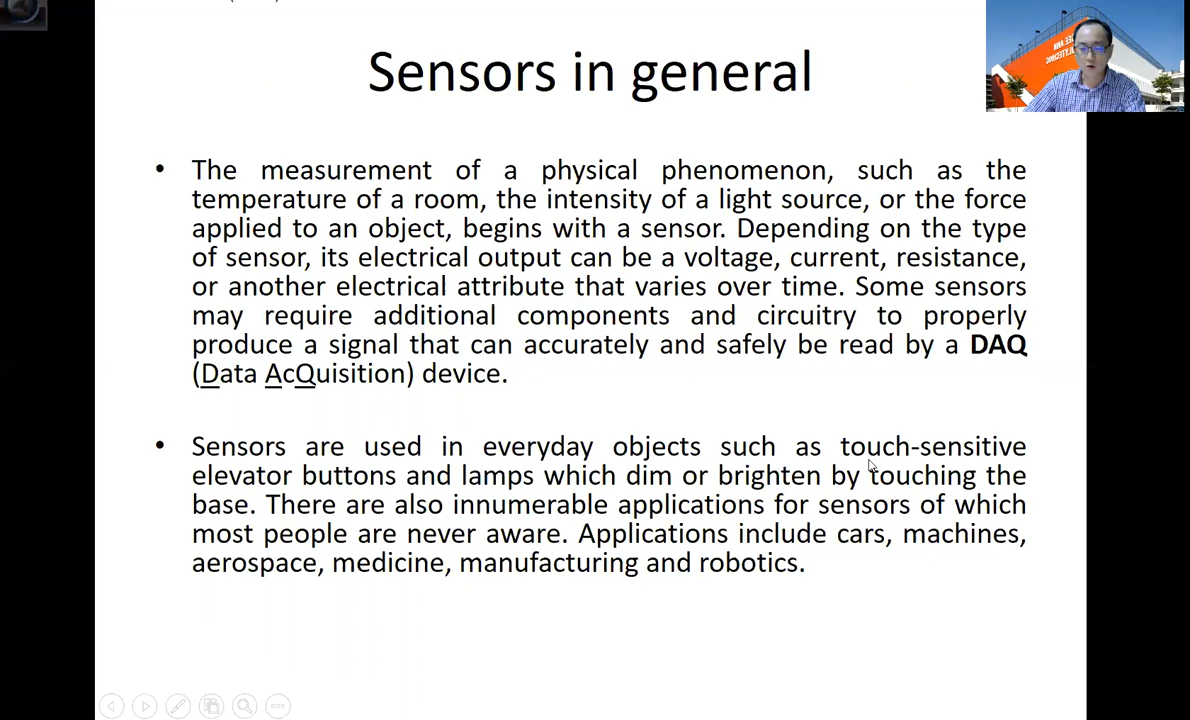 Sensors in general
• The measurement of a physical phenomenon, such as the
temperature of a room, the intensity of a light source, or the force
applied to an object, begins with a sensor. Depending on the type
of sensor, its electrical output can be a voltage, current, resistance,
or another electrical attribute that varies over time. Some sensors
may require additional components and circuitry to properly
produce a signal that can accurately and safely be read by a DAQ
(Data AcQuisition) device.
• Sensors are used in everyday objects such as touch-sensitive
elevator buttons and lamps which dim or brighten by touching the
base. There are also innumerable applications for sensors of which
most people are never aware. Applications include cars, machines,
aerospace, medicine, manufacturing and robotics.